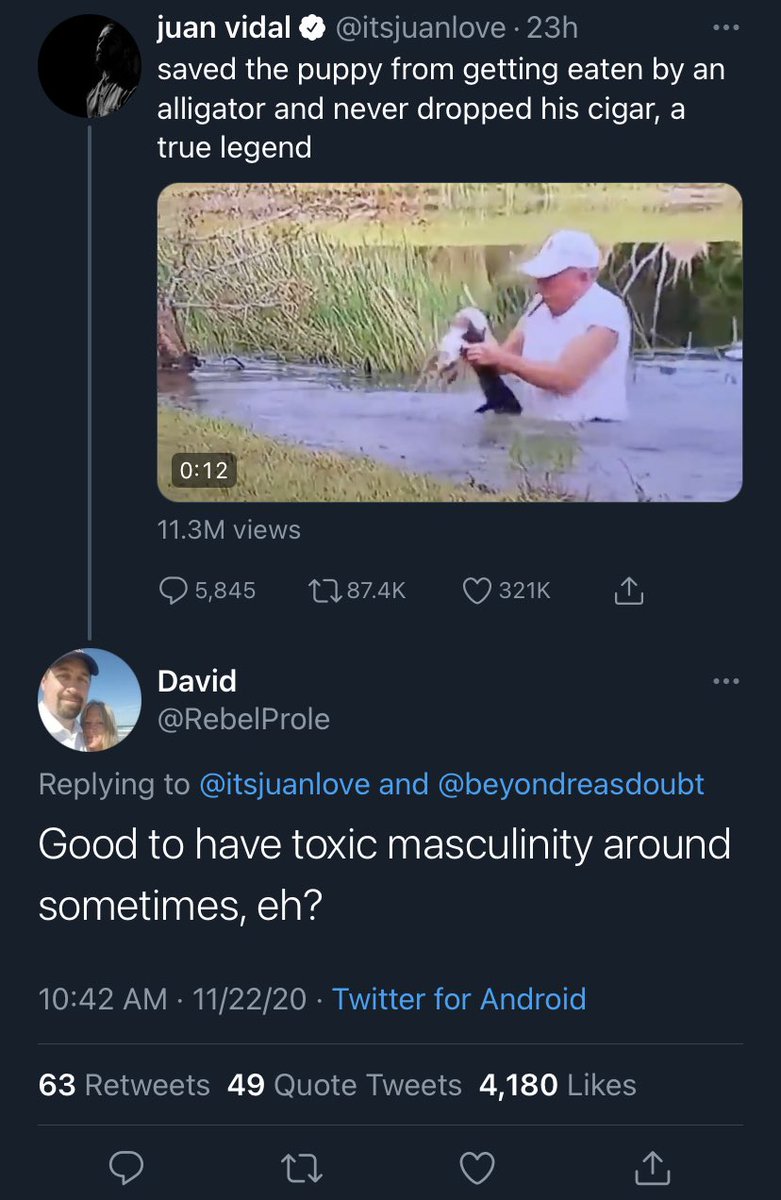 juan vidal @itsjuanlove · 23h
saved the puppy from getting eaten by an
alligator and never dropped his cigar, a
true legend
0:12
11.3M views
5,845 87.4K 321K
David
@RebelProle
Replying to @itsjuanlove and @beyondreasdoubt
Good to have toxic masculinity around
sometimes, eh?
10:42 AM · 11/22/20 · Twitter for Android
63 Retweets 49 Quote Tweets 4,180 Likes